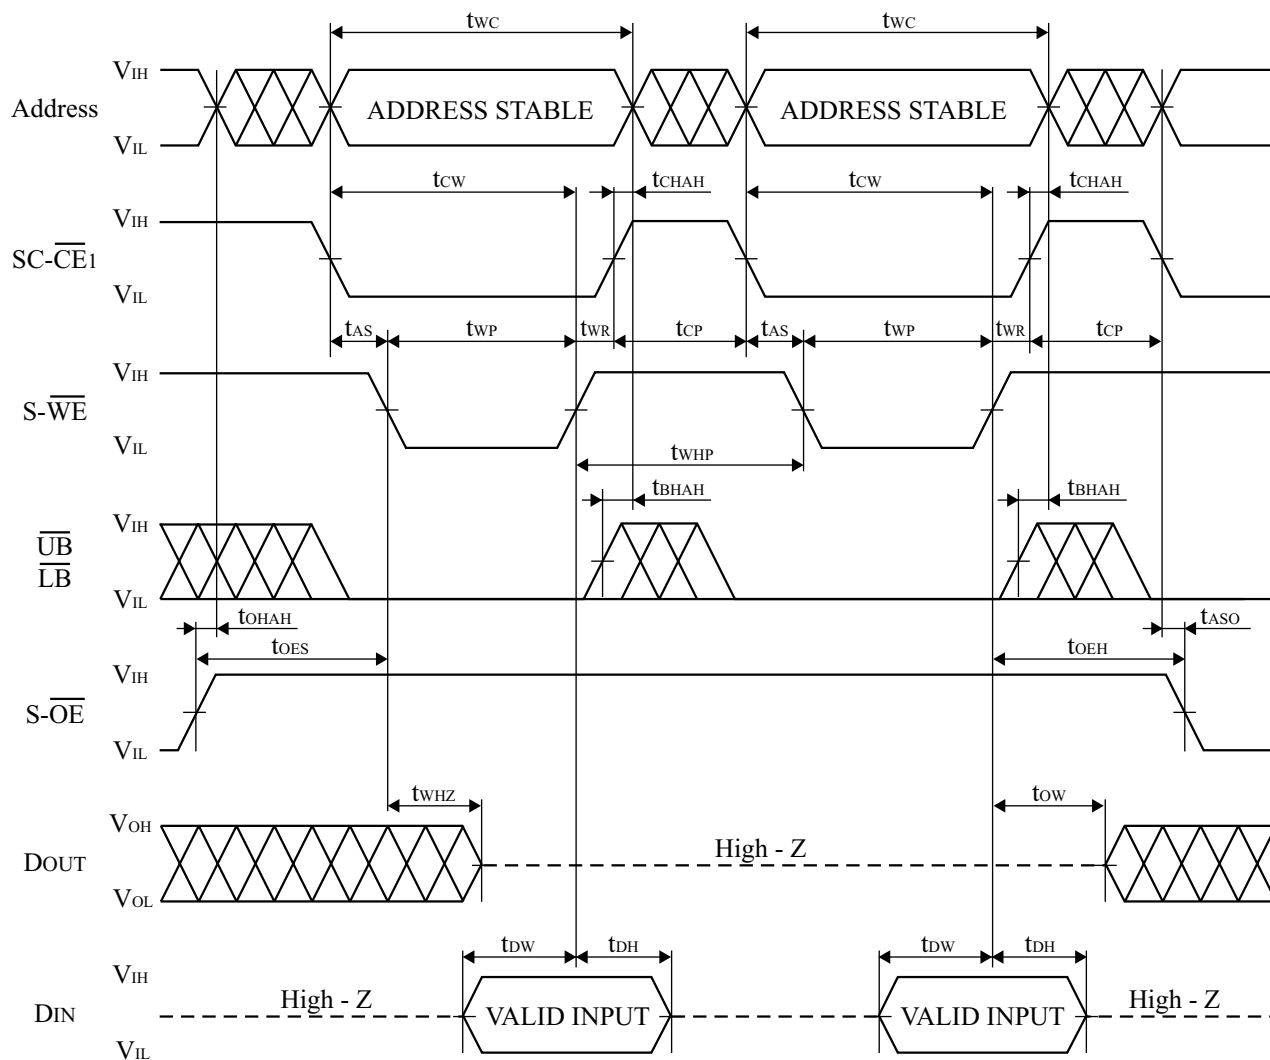 tWC tWC
VIH
Address ADDRESS STABLE ADDRESS STABLE
VIL
tCW tCHAH tCW tCHAH
VIH
SC-CE1
VIL
tAS tWP tWR tCP tAS tWP tWR tCP
VIH
S-WE
VIL
tWHP
tBHAH tBHAH
VIH
UB
LB
VIL
tOHAH tASO
tOES tOEH
VIH
S-OE
VIL
tWHZ tOW
VOH
DOUT High - Z
VOL
tDW tDH tDW tDH
VIH
High - Z High - Z
DIN VALID INPUT VALID INPUT
VIL